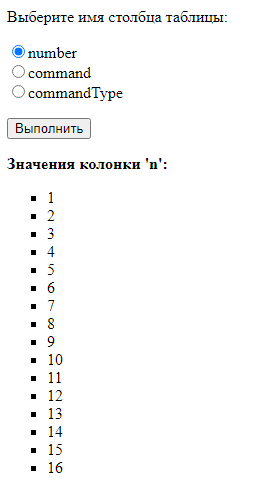 Выберите имя столбца таблицы:
number
command
commandType
Выполнить
Значения колонки 'n':
1
2
3
4
5
6
7
8
9
10
11
12
13
14
15
16